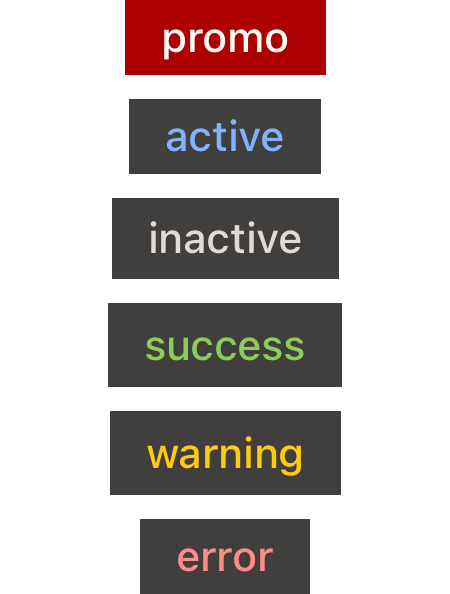 promo
active
inactive
success
warning
error